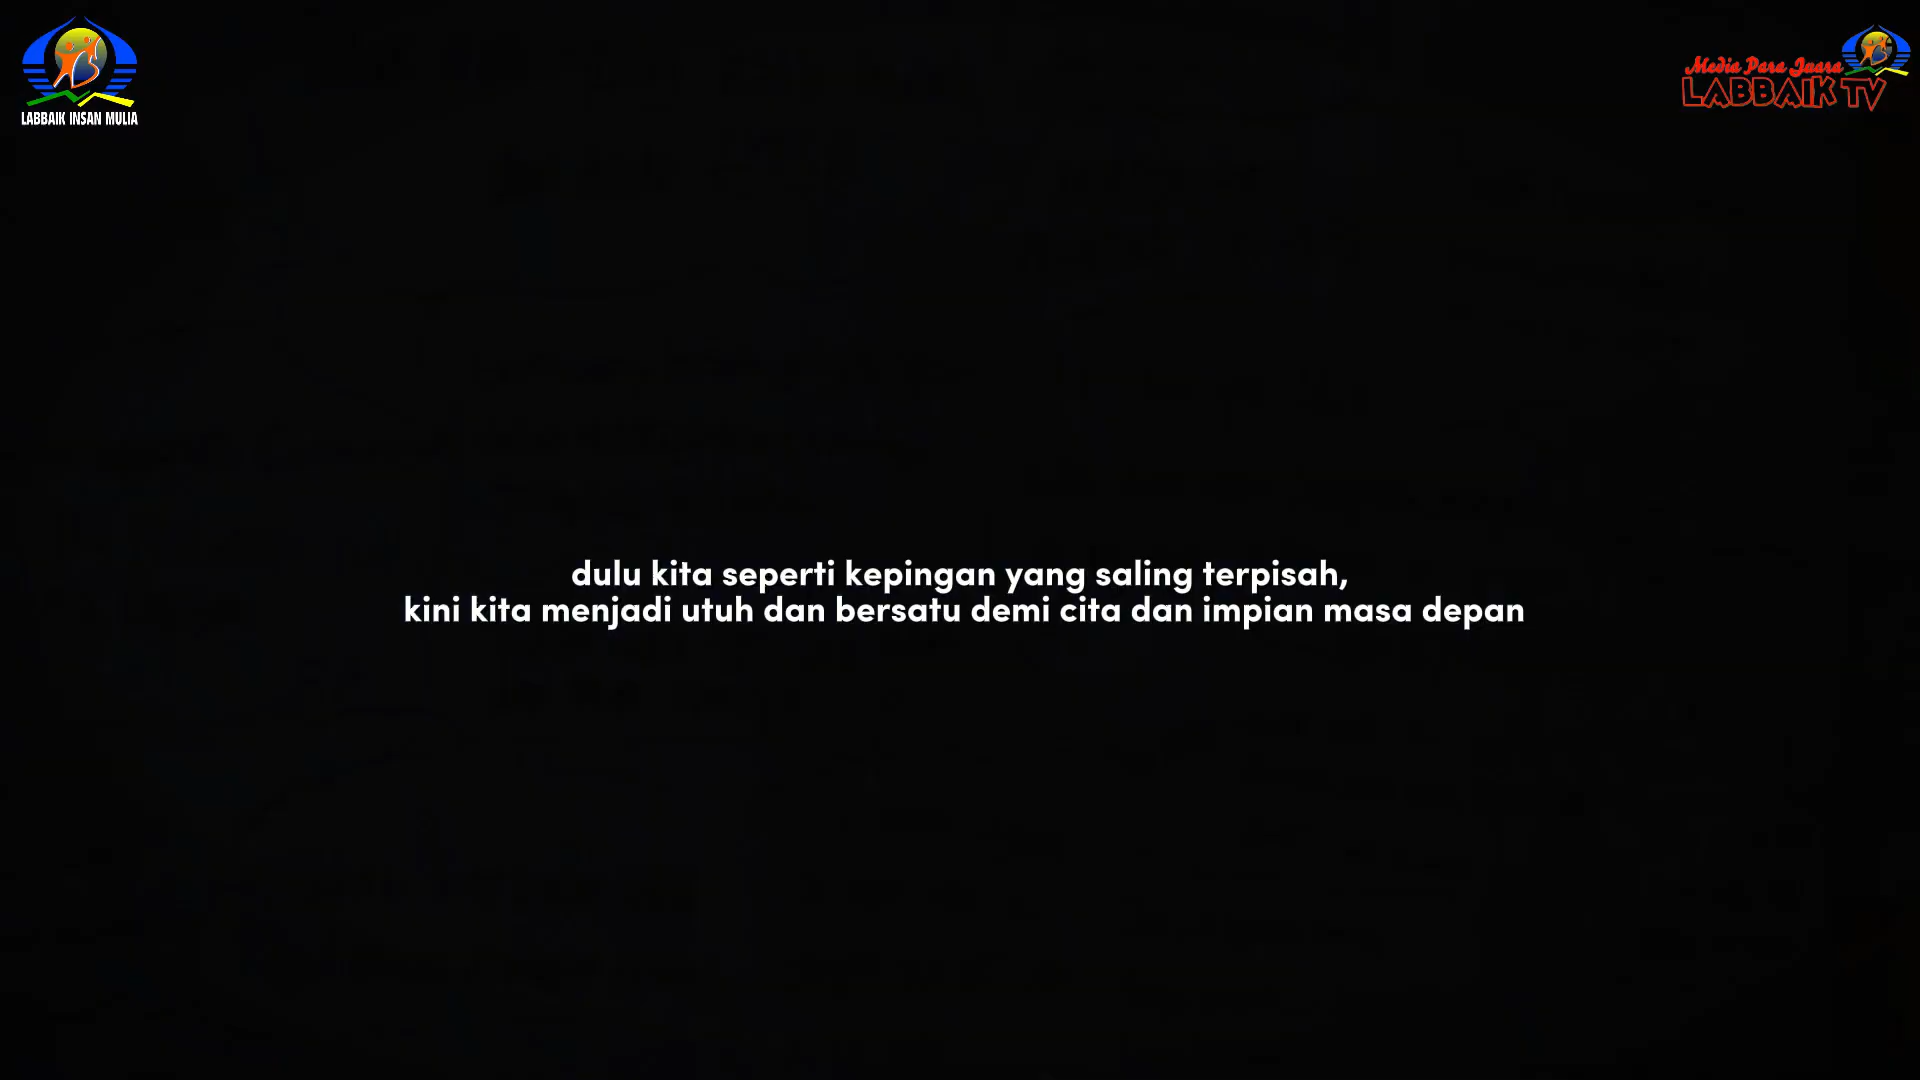 LABBAIK INSAN MULIA
Media Para Juara
LABBAIK TV
dulu kita seperti kepingan yang saling terpisah,
kini kita menjadi utuh dan bersatu demi cita dan impian masa depan